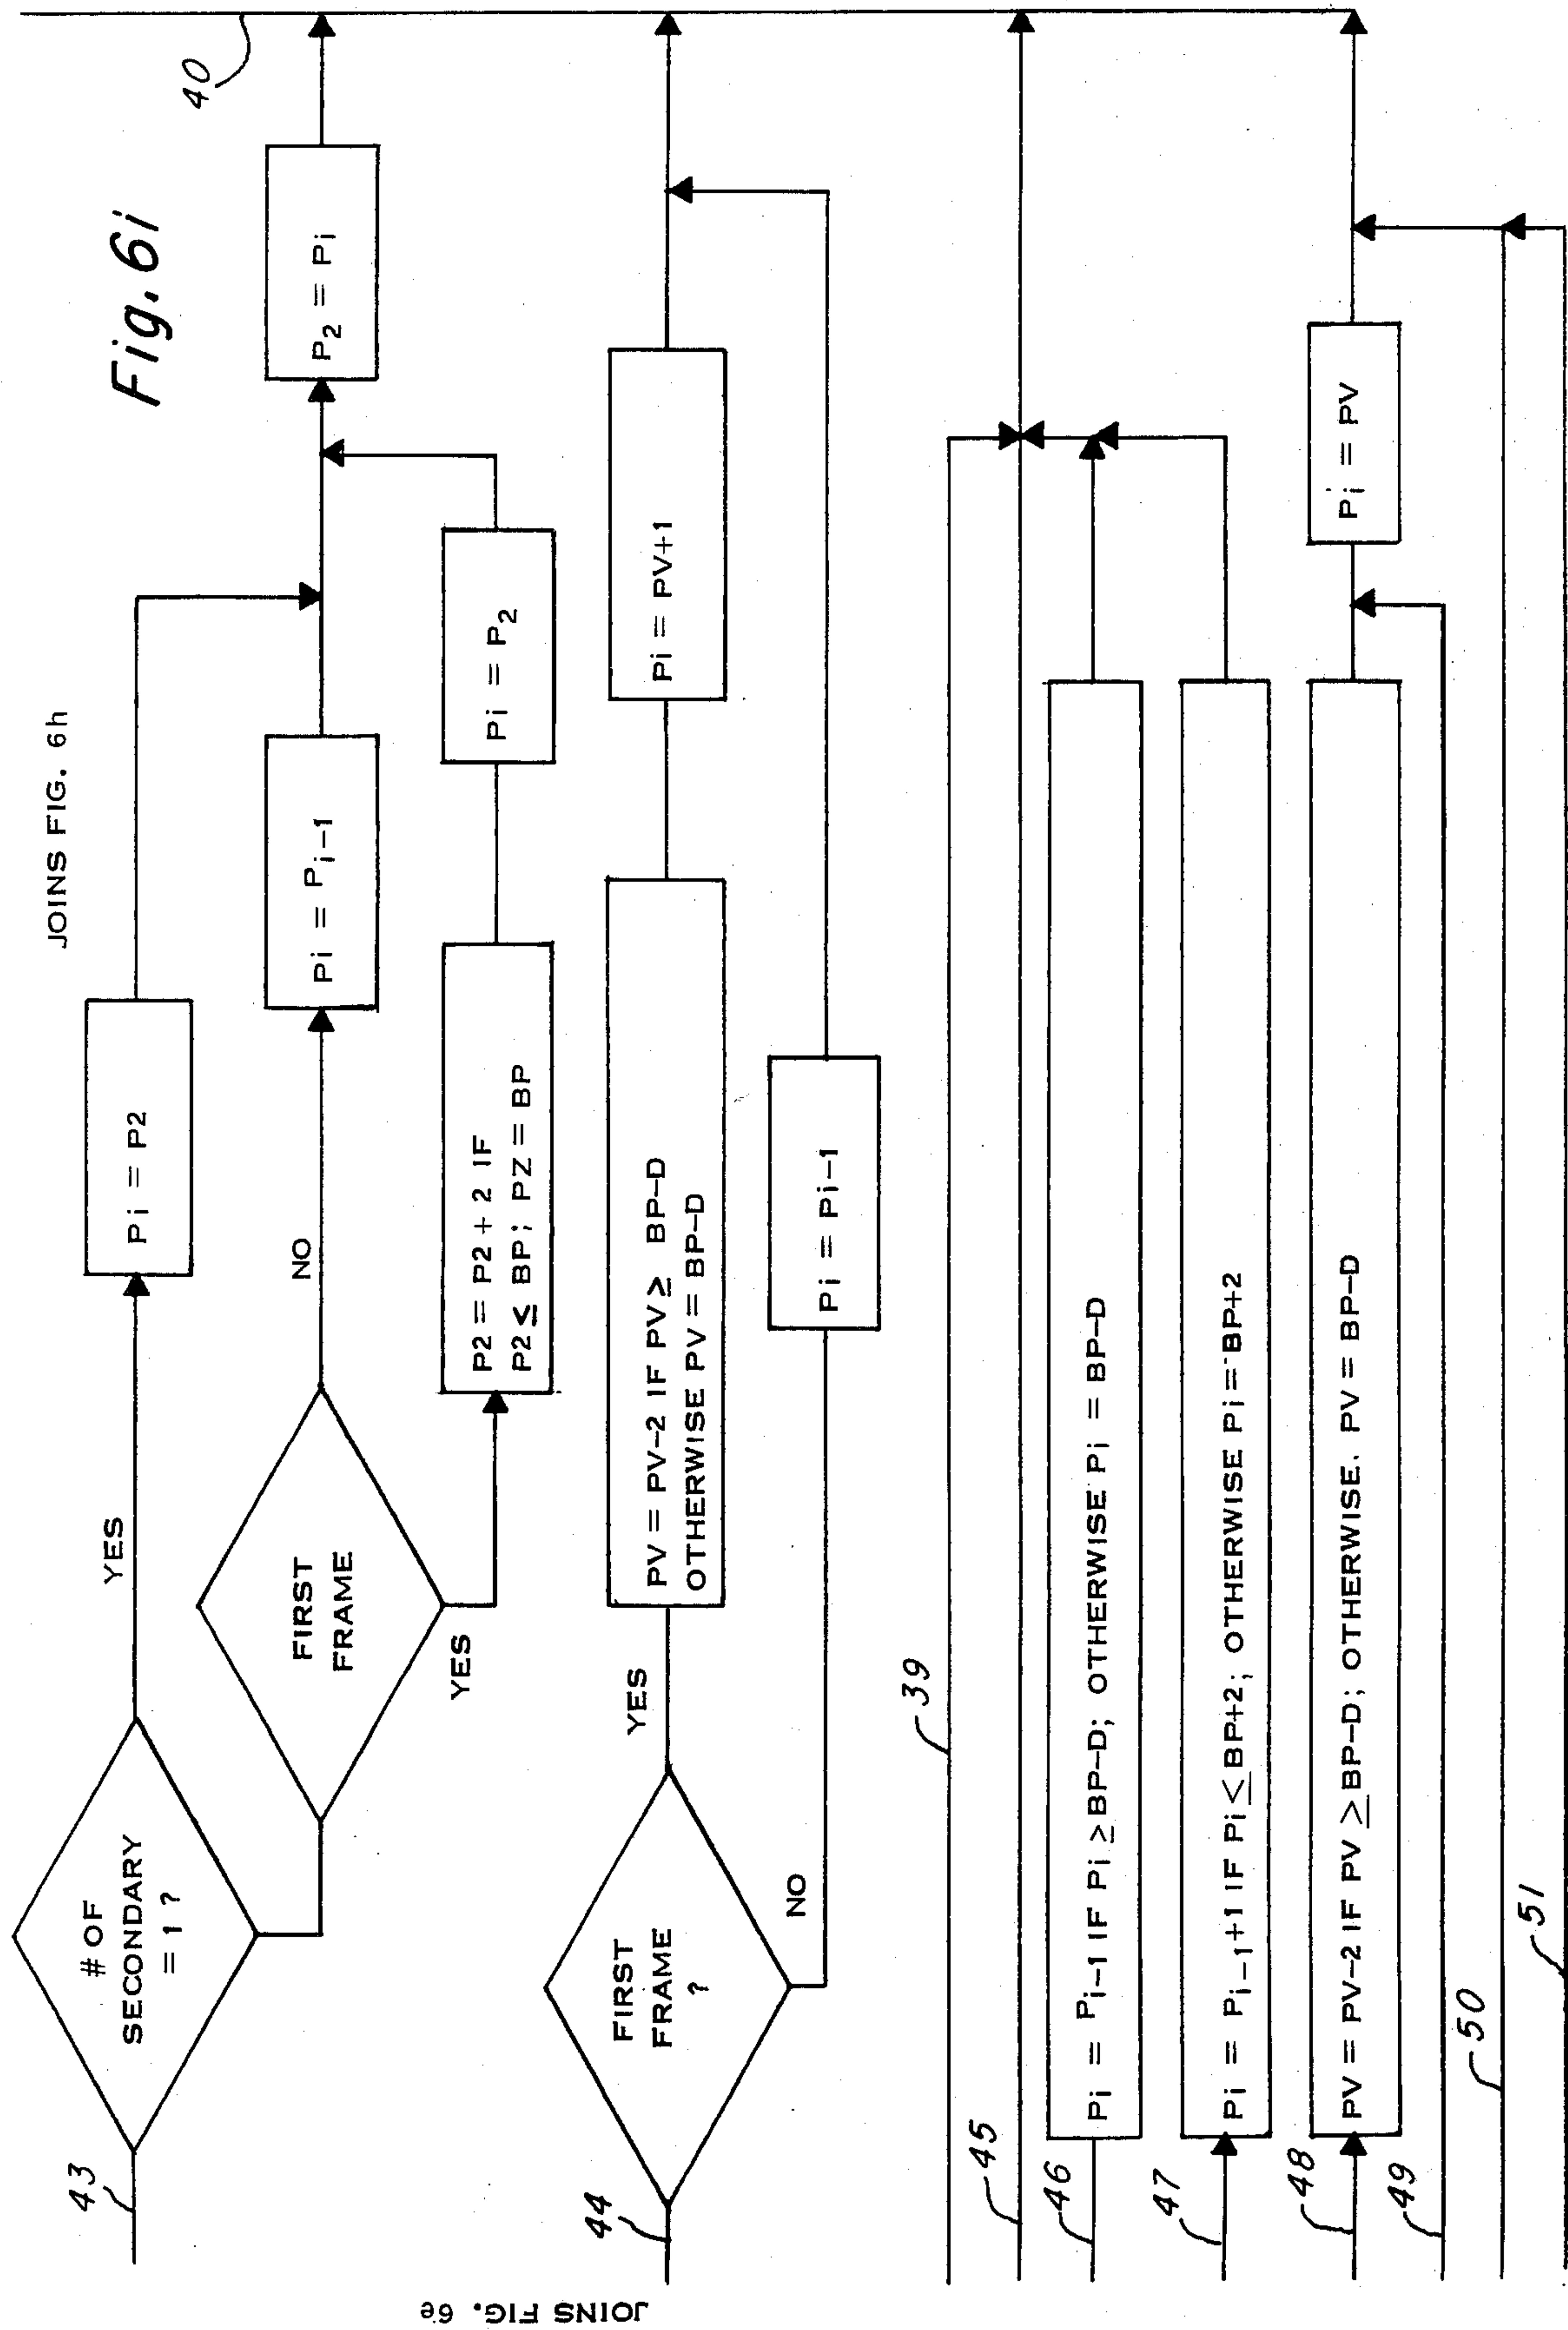 Fig. 6i
JOINS FIG. 6h
40
43
# OF
SECONDARY
= 1 ?
YES
Pi = P2
FIRST
FRAME
NO
Pi = Pi-1
P2 = Pi
YES
P2 = P2 + 2 IF
P2 ≤ BP; PZ = BP
Pi = P2
44
FIRST
FRAME
?
YES
PV = PV-2 IF PV ≥ BP-D
OTHERWISE PV = BP-D
Pi = PV+1
NO
Pi = Pi-1
39
45
46
Pi = Pi-1 IF Pi ≥ BP-D; OTHERWISE Pi = BP-D
47
Pi = Pi-1+1 IF Pi ≤ BP+2; OTHERWISE Pi = BP+2
48
PV = PV-2 IF PV ≥ BP-D; OTHERWISE. PV = BP-D
Pi = PV
49
50
51
JOINS FIG. 6e